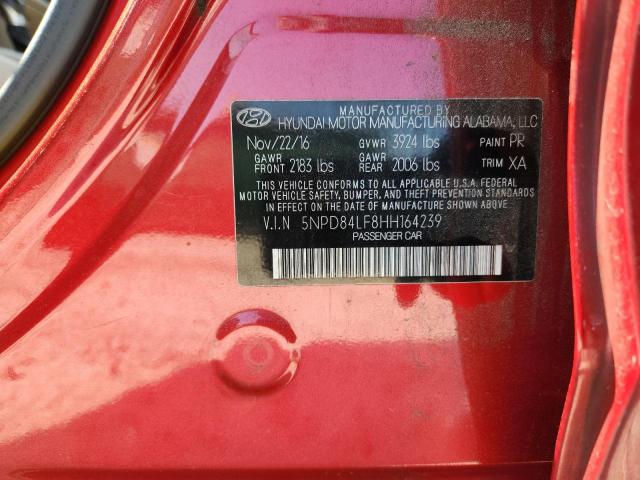 MANUFACTURED BY
HYUNDAI MOTOR MANUFACTURING ALABAMA, LLC
Nov/22/16 GVWR 3924 lbs PAINT PR
GAWR FRONT 2183 lbs GAWR REAR 2006 lbs TRIM XA
THIS VEHICLE CONFORMS TO ALL APPLICABLE U.S.A. FEDERAL
MOTOR VEHICLE SAFETY, BUMPER, AND THEFT PREVENTION
STANDARDS IN EFFECT ON THE DATE OF MANUFACTURE SHOWN ABOVE
V.I.N 5NPD84LF8HH164239
PASSENGER CAR